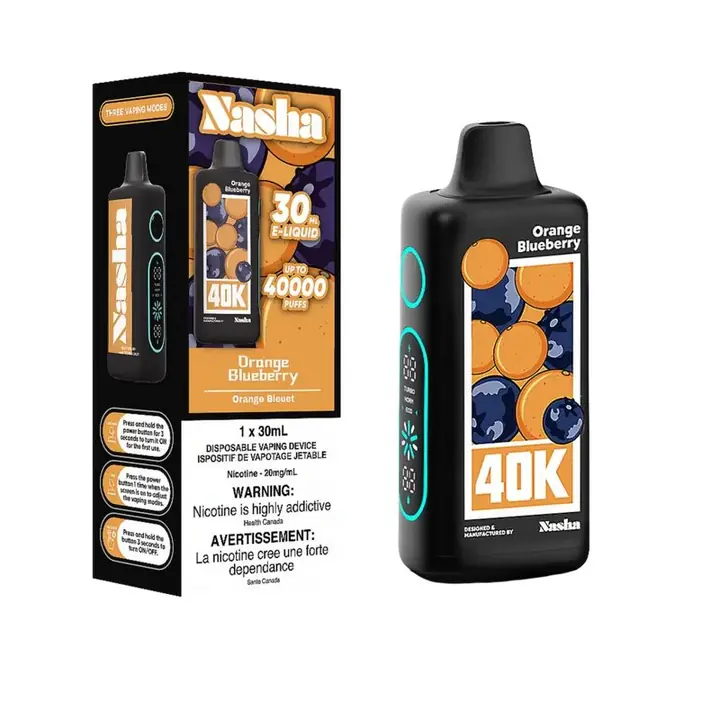 THREE VAPING MODES
Nasha
Press and hold the
power button for 3
seconds to turn it ON
for the first use.
Press the power
button 1 time when the
screen is on to adjust
the vaping modes.
Press and hold the
button 3 seconds to
turn ON/OFF.
Nasha
Orange
Blueberry
40K
Nasha
30 mL
E-LIQUID
UP TO
40000
PUFFS
Orange
Blueberry
Orange Bleuet
1 x 30mL
DISPOSABLE VAPING DEVICE
ISPOSITIF DE VAPOTAGE JETABLE
Nicotine - 20mg/mL
WARNING:
Nicotine is highly addictive
Health Canada
AVERTISSEMENT:
La nicotine cree une forte
dependance
Sante Canada
Orange
Blueberry
TURBO
NORM
ECO
40K
DESIGNED &
MANUFACTURED BY
Nasha